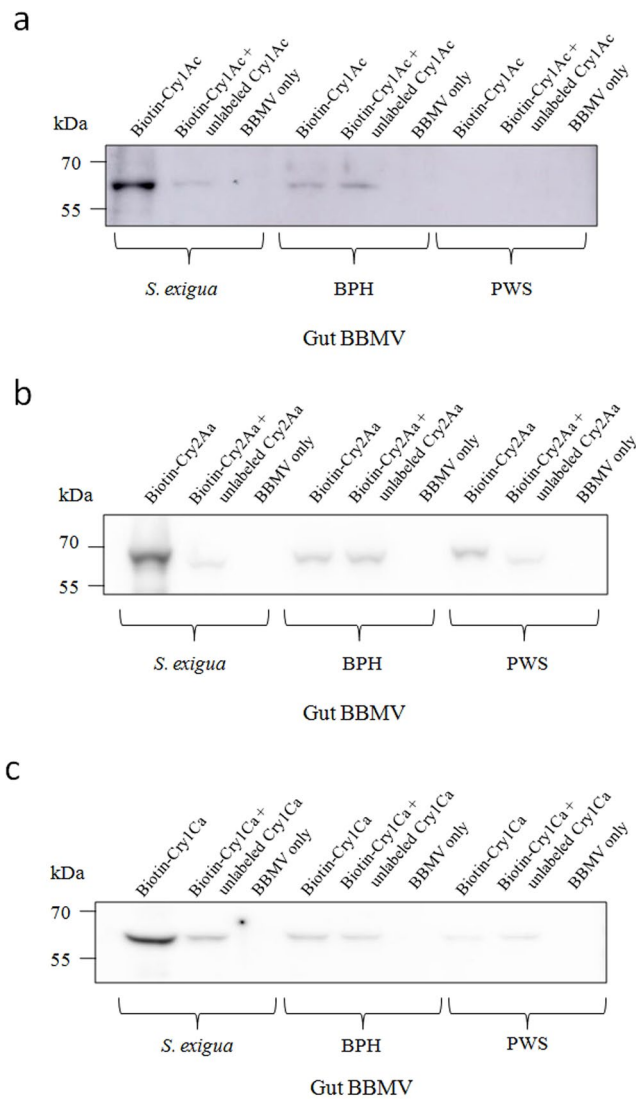 a
Biotin-Cry1Ac
Biotin-Cry1Ac +
unlabeled Cry1Ac
BBMV only
Biotin-Cry1Ac
Biotin-Cry1Ac +
unlabeled Cry1Ac
BBMV only
Biotin-Cry1Ac
Biotin-Cry1Ac +
unlabeled Cry1Ac
BBMV only
kDa
70
55
S. exigua
BPH
PWS
Gut BBMV
b
Biotin-Cry2Aa
Biotin-Cry2Aa +
unlabeled Cry2Aa
BBMV only
Biotin-Cry2Aa
Biotin-Cry2Aa +
unlabeled Cry2Aa
BBMV only
Biotin-Cry2Aa
Biotin-Cry2Aa +
unlabeled Cry2Aa
BBMV only
kDa
70
55
S. exigua
BPH
PWS
Gut BBMV
c
Biotin-Cry1Ca
Biotin-Cry1Ca +
unlabeled Cry1Ca
BBMV only
Biotin-Cry1Ca
Biotin-Cry1Ca +
unlabeled Cry1Ca
BBMV only
Biotin-Cry1Ca
Biotin-Cry1Ca +
unlabeled Cry1Ca
BBMV only
kDa
70
55
S. exigua
BPH
PWS
Gut BBMV